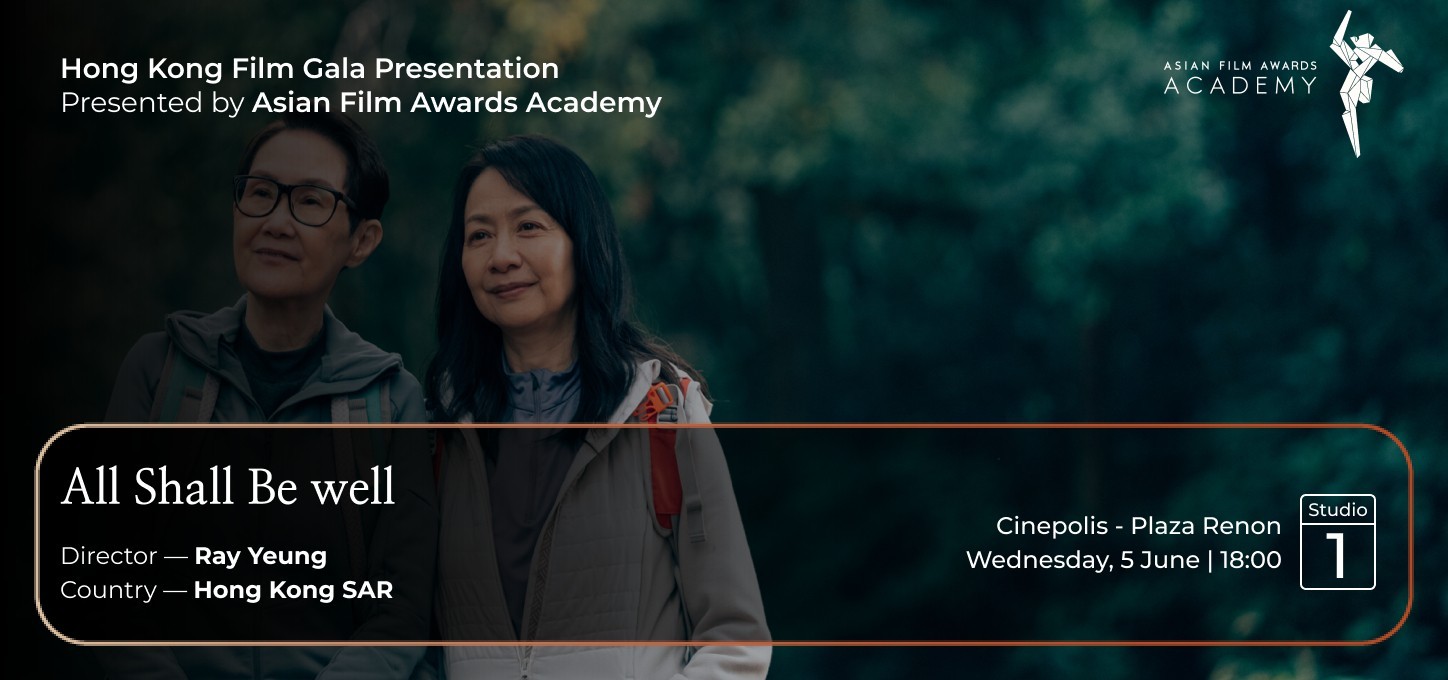 Hong Kong Film Gala Presentation
Presented by Asian Film Awards Academy
ASIAN FILM AWARDS
ACADEMY
All Shall Be well
Director — Ray Yeung
Country — Hong Kong SAR
Cinepolis - Plaza Renon
Wednesday, 5 June | 18:00
Studio
1